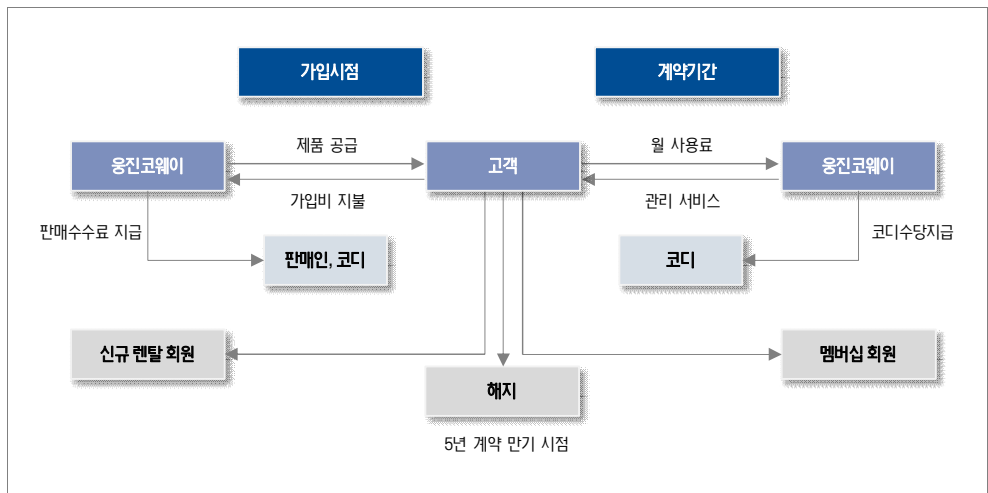 가입시점
계약기간
제품 공급
월 사용료
웅진코웨이
고객
웅진코웨이
가입비 지불
관리 서비스
판매수수료 지급
코디수당지급
판매인, 코디
코디
신규 렌탈 회원
멤버십 회원
해지
5년 계약 만기 시점